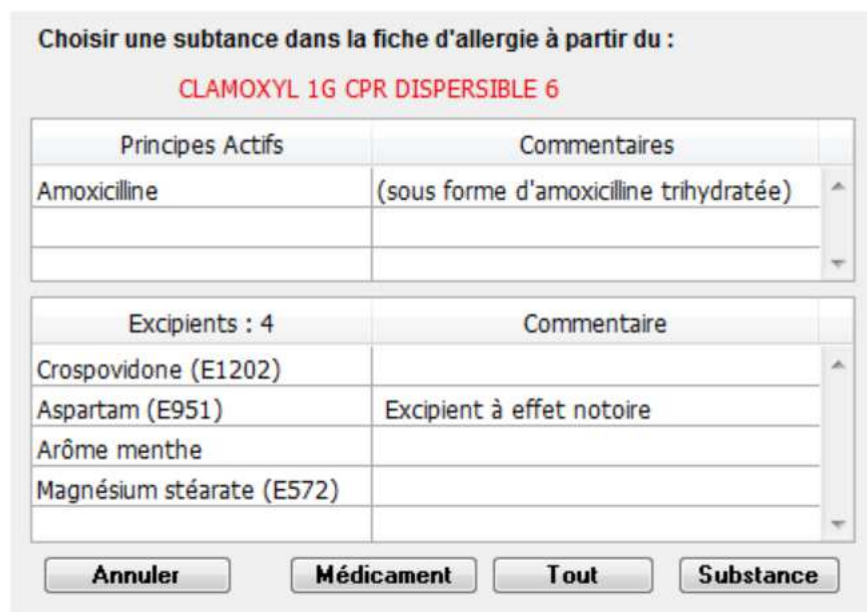 Choisir une subtance dans la fiche d'allergie à partir du :
CLAMOXYL 1G CPR DISPERSIBLE 6
Principes Actifs Commentaires
Amoxicilline (sous forme d'amoxicilline trihydratée)
Excipients : 4 Commentaire
Crospovidone (E1202)
Aspartam (E951) Excipient à effet notoire
Arôme menthe
Magnésium stéarate (E572)
Annuler Médicament Tout Substance